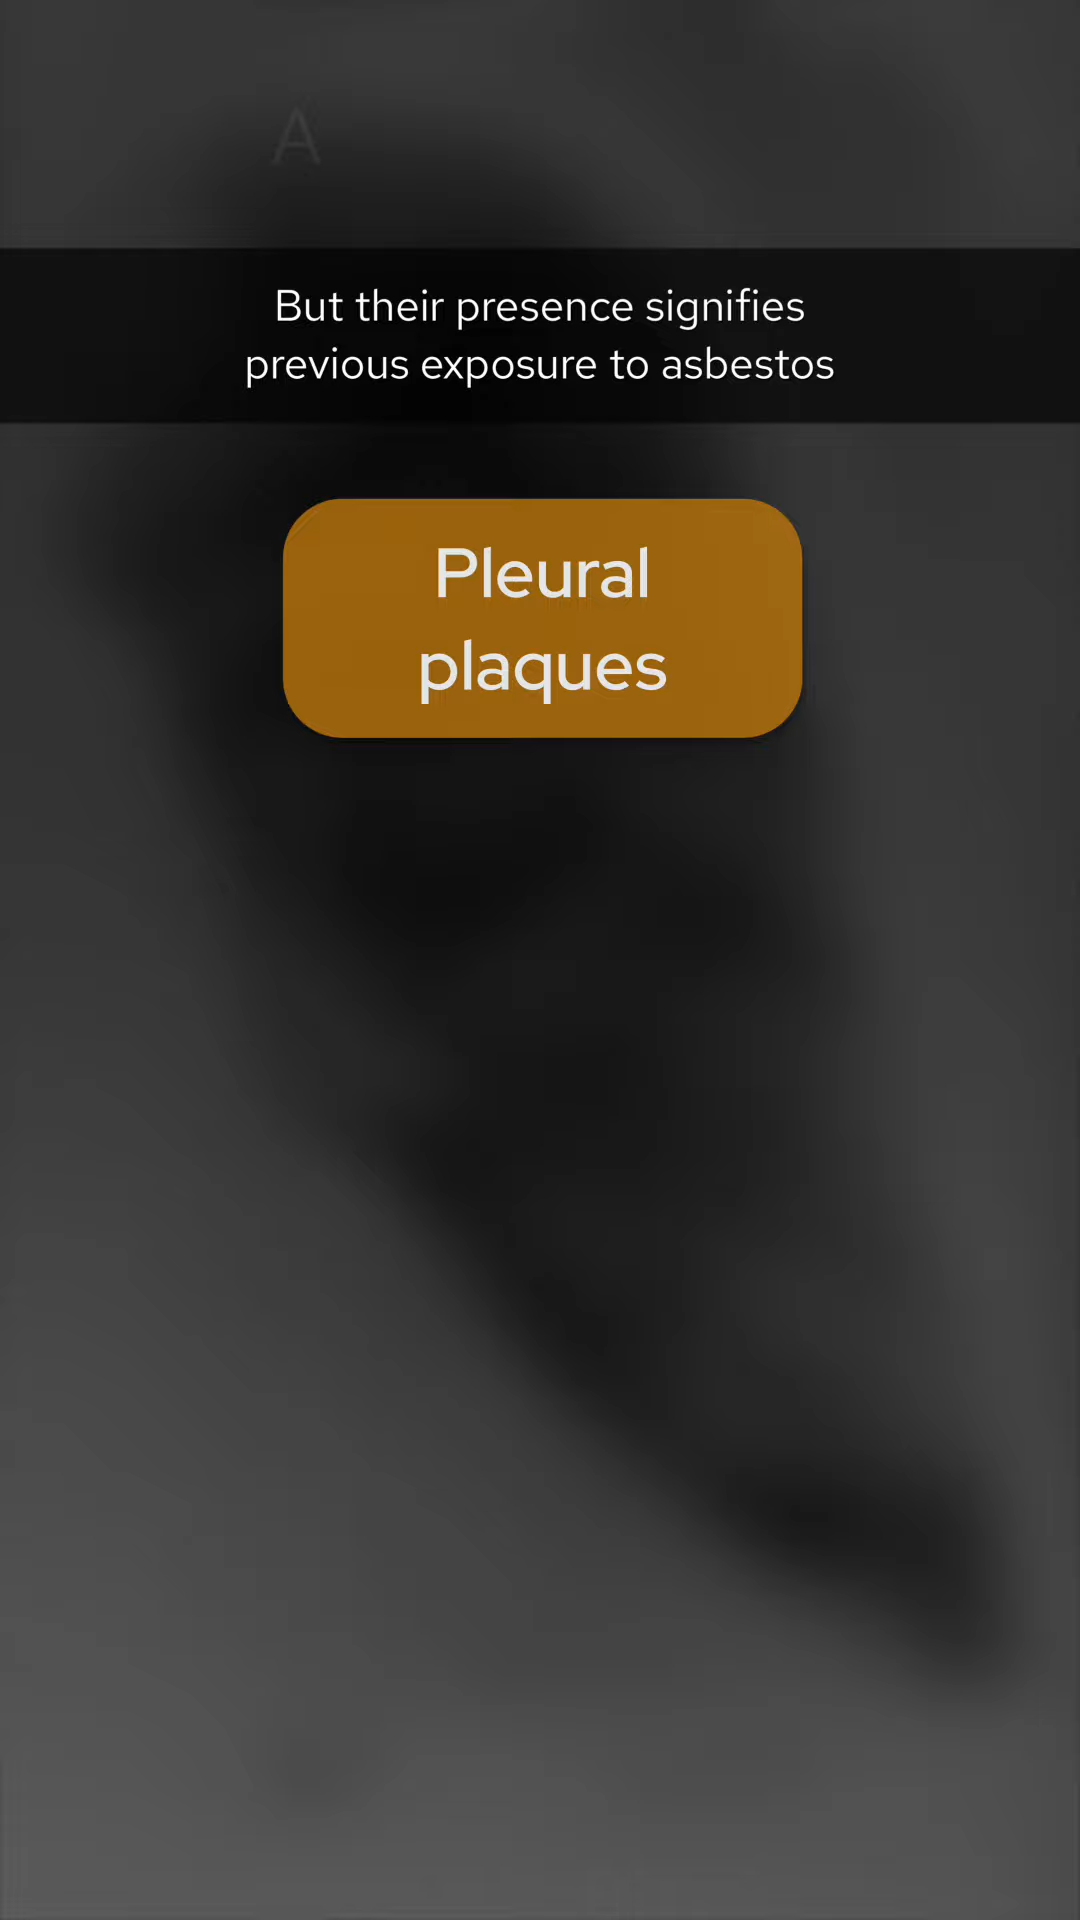 A
But their presence signifies
previous exposure to asbestos
Pleural
plaques